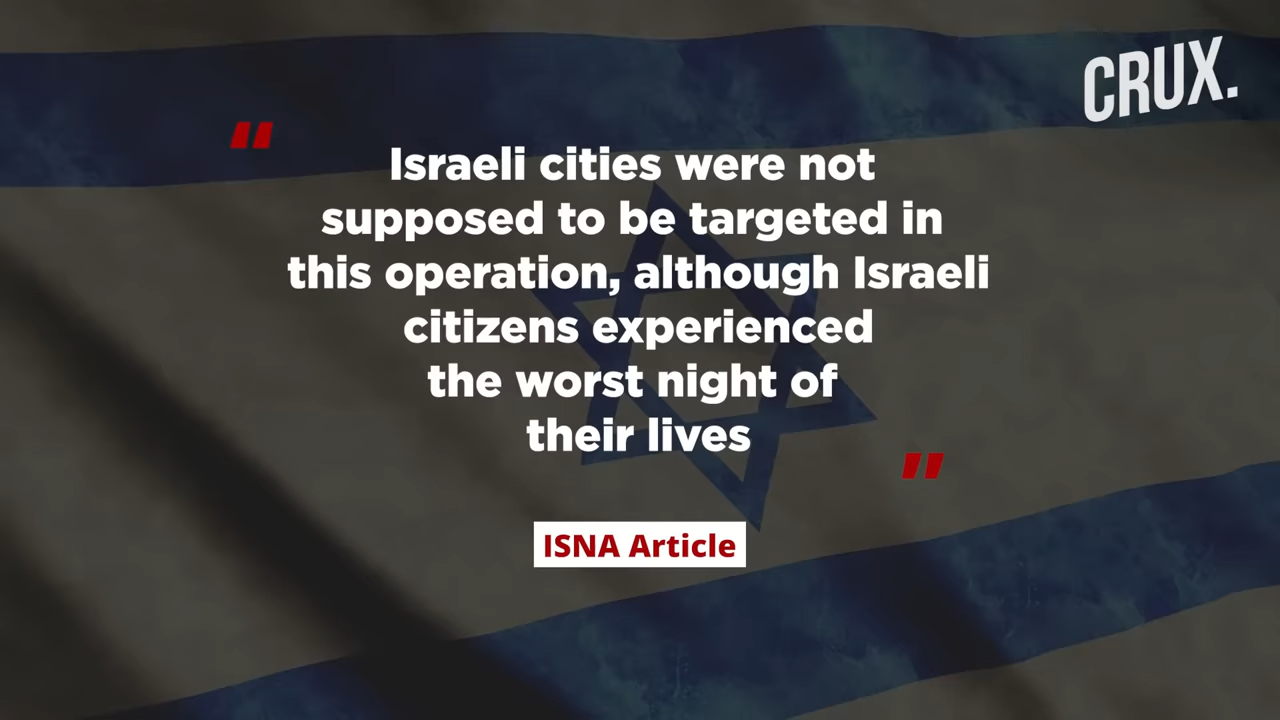 CRUX.
"
Israeli cities were not
supposed to be targeted in
this operation, although Israeli
citizens experienced
the worst night of
their lives
"
ISNA Article